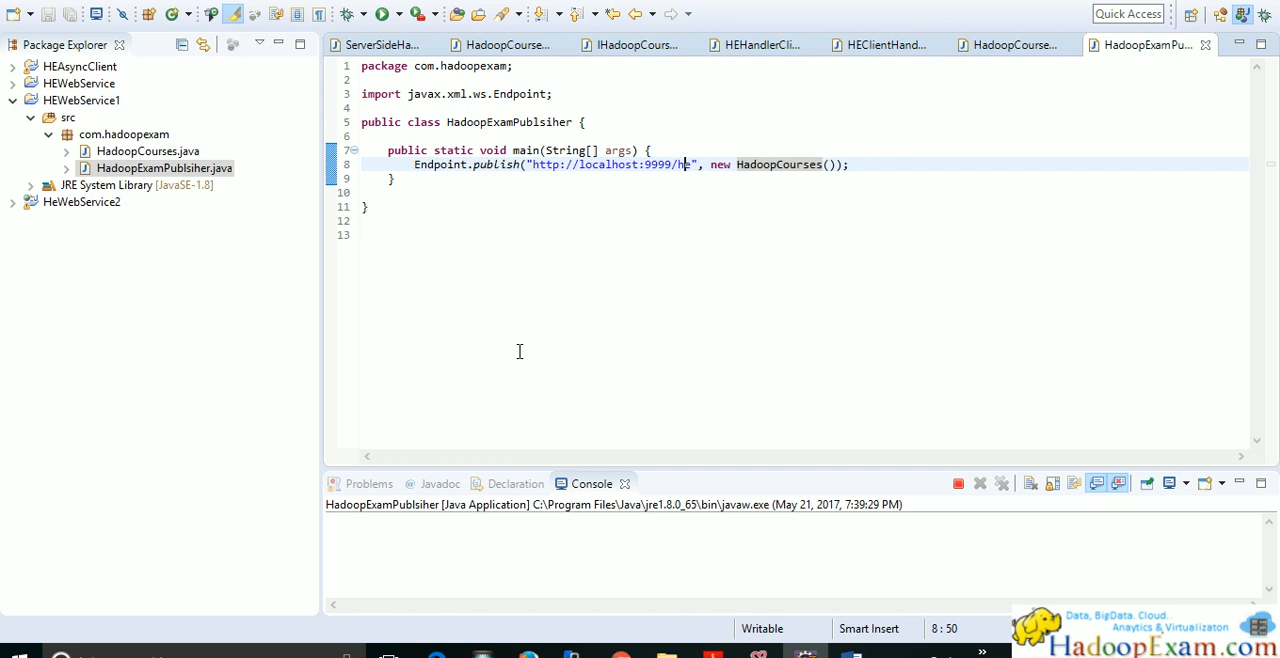 Quick Access
Package Explorer
HEAsyncClient
HEWebService
HEWebService1
src
com.hadoopexam
HadoopCourses.java
HadoopExamPublsiher.java
JRE System Library [JavaSE-1.8]
HeWebService2
ServerSideHa...
HadoopCourse...
IHadoopCours...
HEHandlerCli...
HEClientHand...
HadoopCourse...
HadoopExamPu...
1 package com.hadoopexam;
2
3 import javax.xml.ws.Endpoint;
4
5 public class HadoopExamPublsiher {
6
7 public static void main(String[] args) {
8 Endpoint.publish("http://localhost:9999/he", new HadoopCourses());
9 }
10
11 }
12
13
Problems @ Javadoc Declaration Console
HadoopExamPublsiher [Java Application] C:\Program Files\Java\jre1.8.0_65\bin\javaw.exe (May 21, 2017, 7:39:29 PM)
Writable Smart Insert 8 : 50
Data, BigData. Cloud.
Anaytics & Virtualizaton
HadoopExam.com